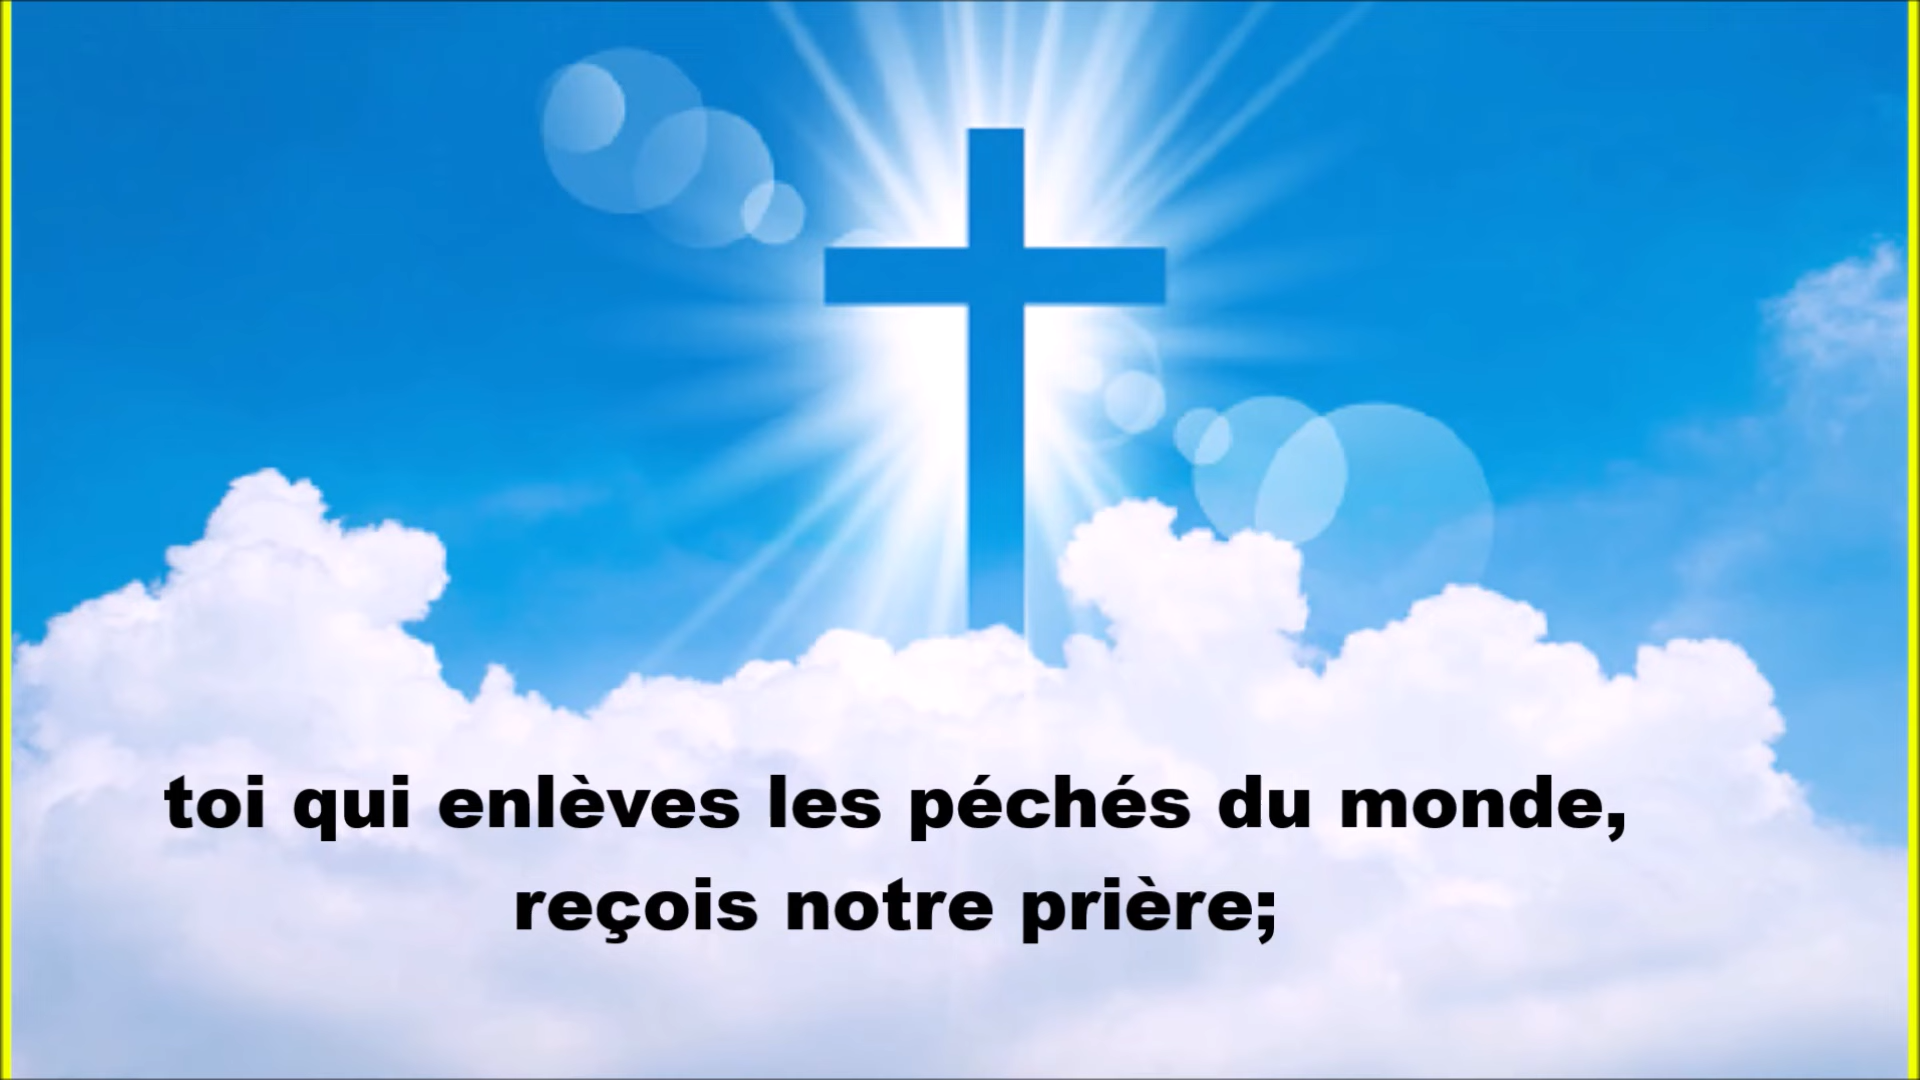 toi qui enlèves les péchés du monde,
reçois notre prière;